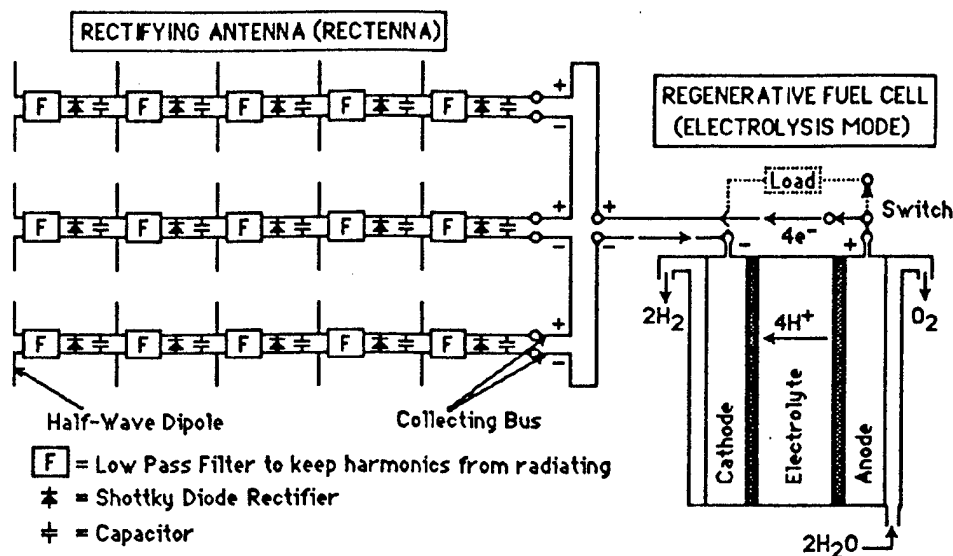 RECTIFYING ANTENNA (RECTENNA)
F F F F F + −
REGENERATIVE FUEL CELL
(ELECTROLYSIS MODE)
Load
Switch
F F F F F + − + −
4e⁻
− +
2H₂
O₂
4H⁺
F F F F F + −
Cathode
Electrolyte
Anode
Half-Wave Dipole
Collecting Bus
F = Low Pass Filter to keep harmonics from radiating
= Shottky Diode Rectifier
= Capacitor
2H₂O